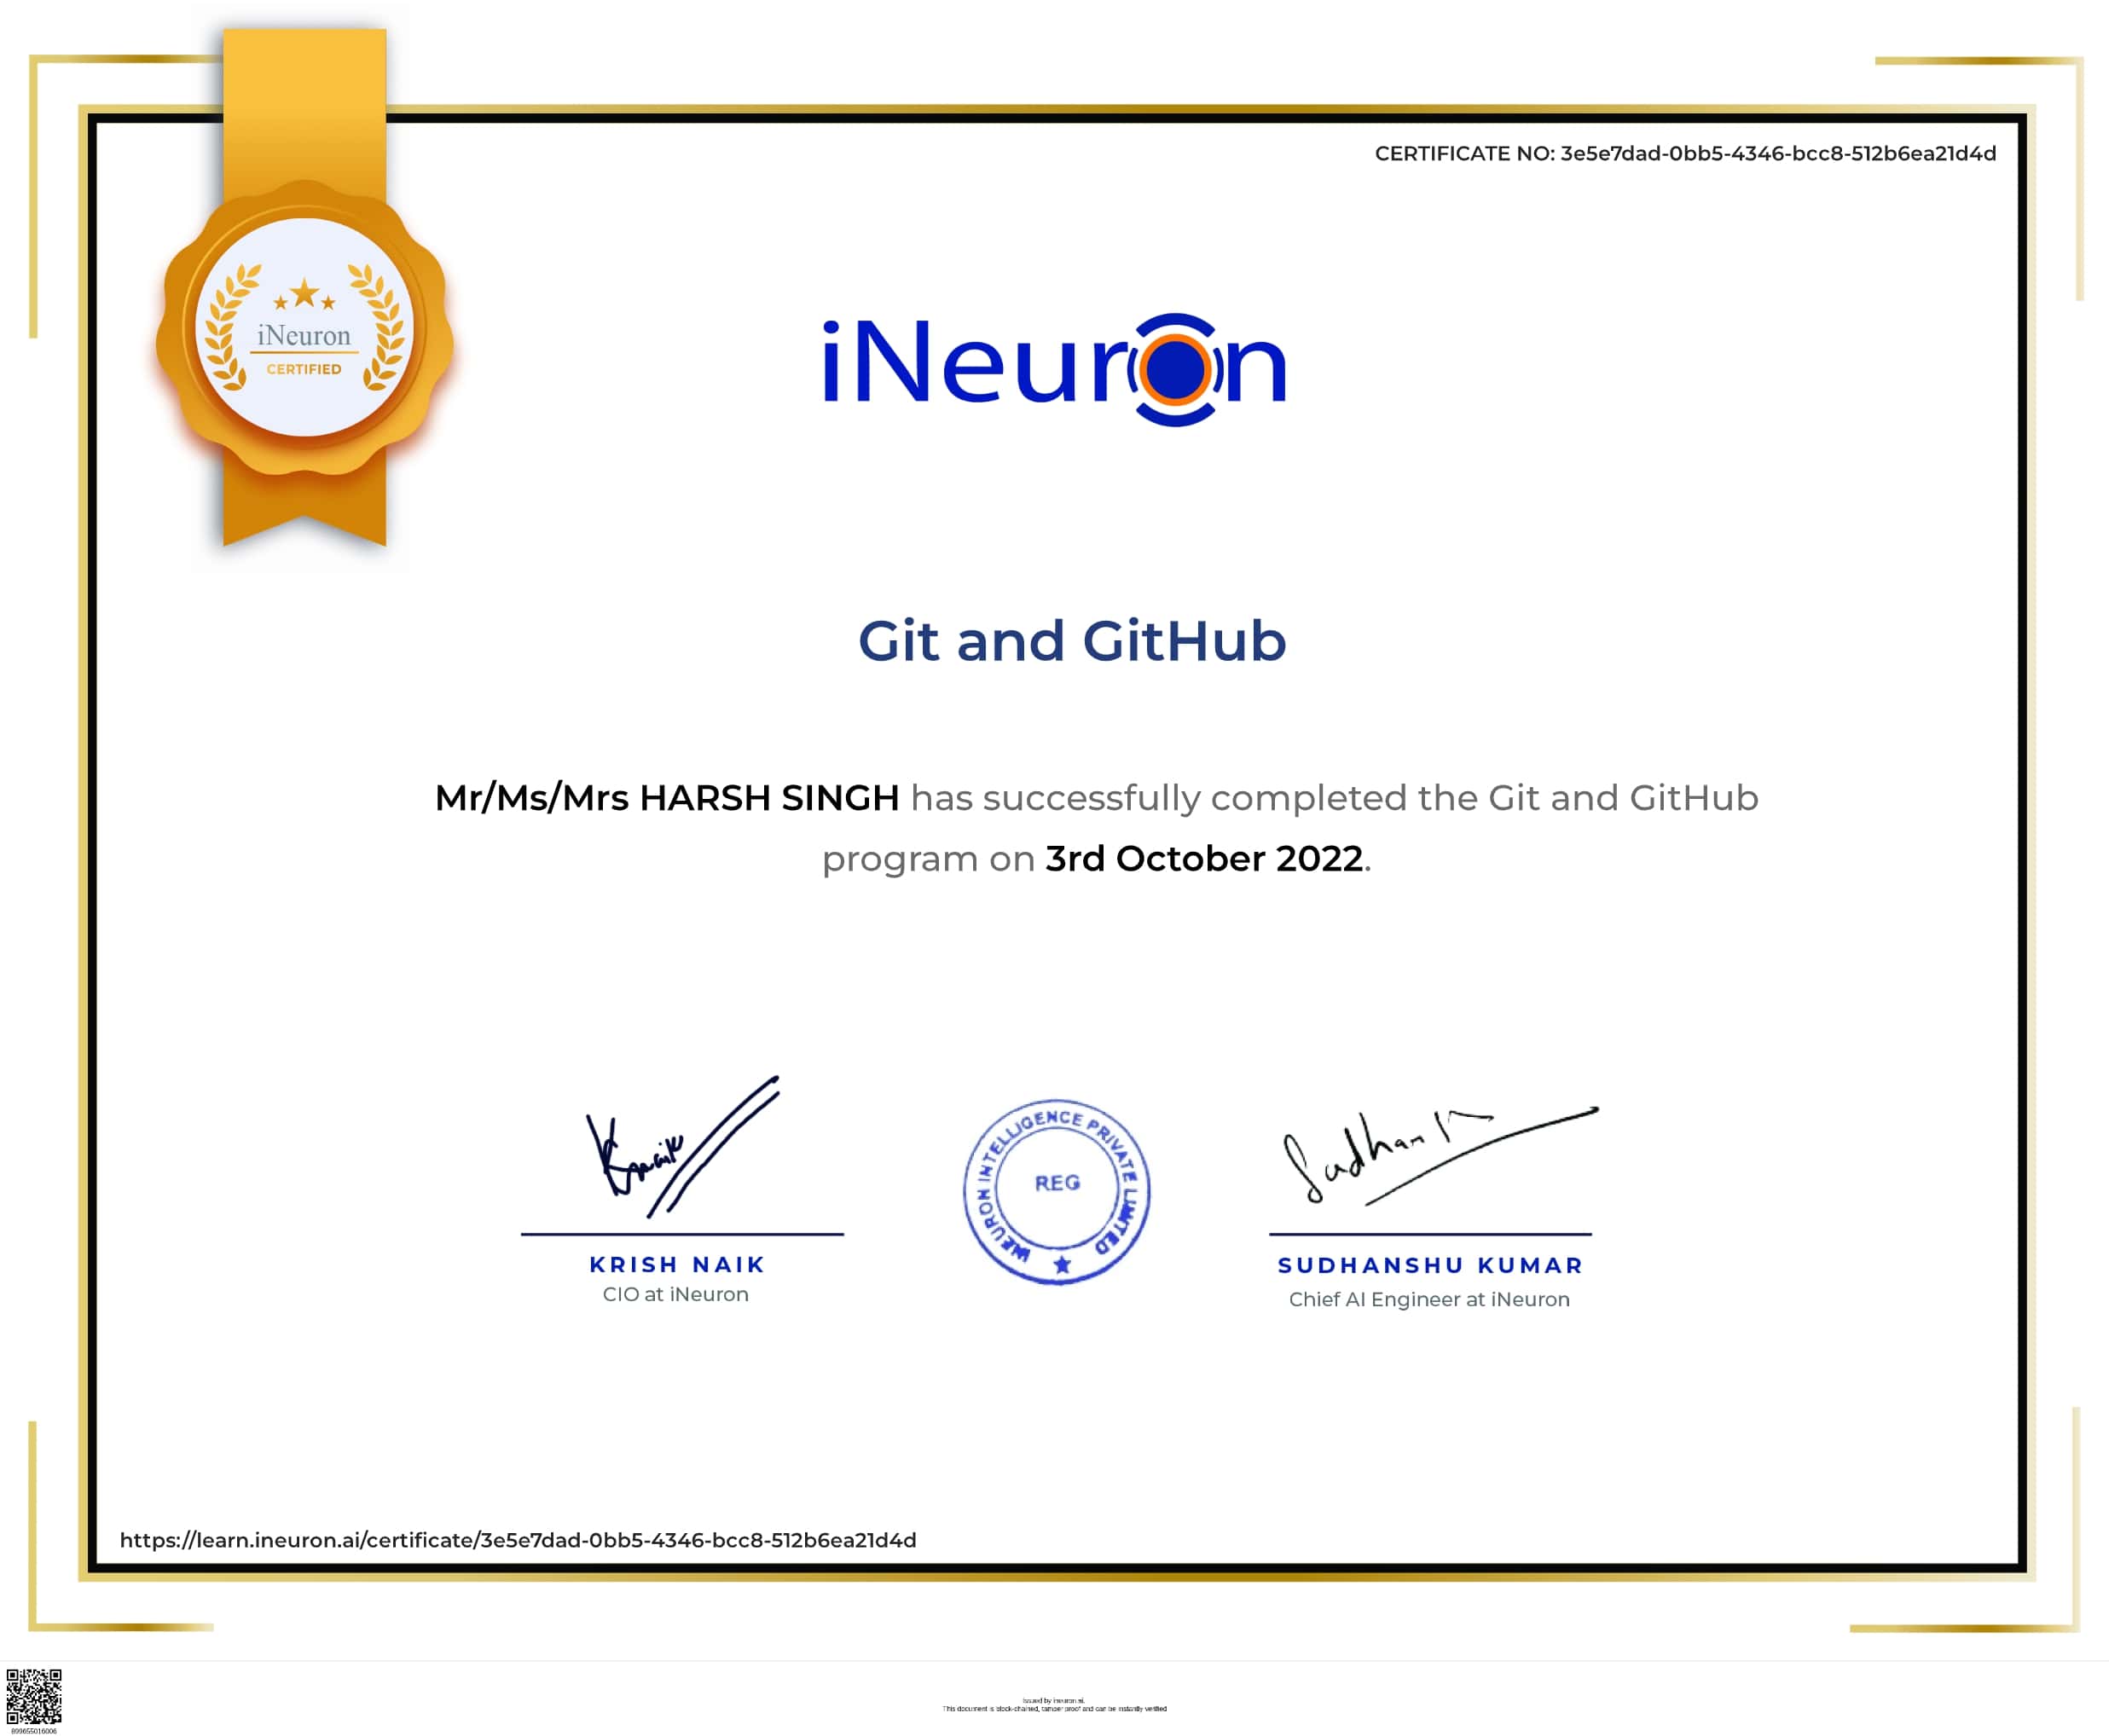 CERTIFICATE NO: 3e5e7dad-0bb5-4346-bcc8-512b6ea21d4d
iNeuron
CERTIFIED
iNeuron
Git and GitHub
Mr/Ms/Mrs HARSH SINGH has successfully completed the Git and GitHub
program on 3rd October 2022.
Knaik
Sudhan K
INEURON INTELLIGENCE PRIVATE LIMITED
REG
KRISH NAIK
CIO at iNeuron
SUDHANSHU KUMAR
Chief AI Engineer at iNeuron
https://learn.ineuron.ai/certificate/3e5e7dad-0bb5-4346-bcc8-512b6ea21d4d
Issued by ineuron.ai.
This document is block-chained, tamper proof and can be instantly verified